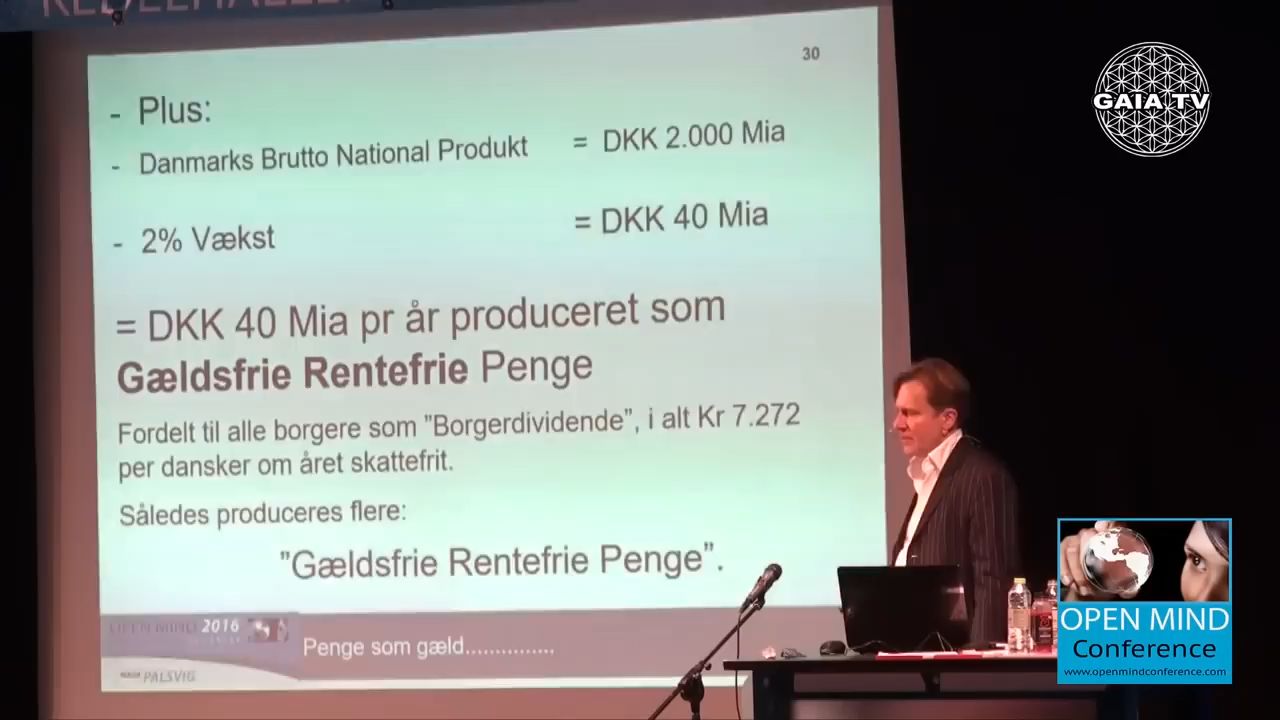 30
- Plus:
- Danmarks Brutto National Produkt = DKK 2.000 Mia
- 2% Vækst = DKK 40 Mia
= DKK 40 Mia pr år produceret som
Gældsfrie Rentefrie Penge
Fordelt til alle borgere som ”Borgerdividende”, i alt Kr 7.272
per dansker om året skattefrit.
Således produceres flere:
”Gældsfrie Rentefrie Penge”.
OPEN MIND 2016
Penge som gæld...............
PALSVIG
GAIA TV
OPEN MIND
Conference
www.openmindconference.com